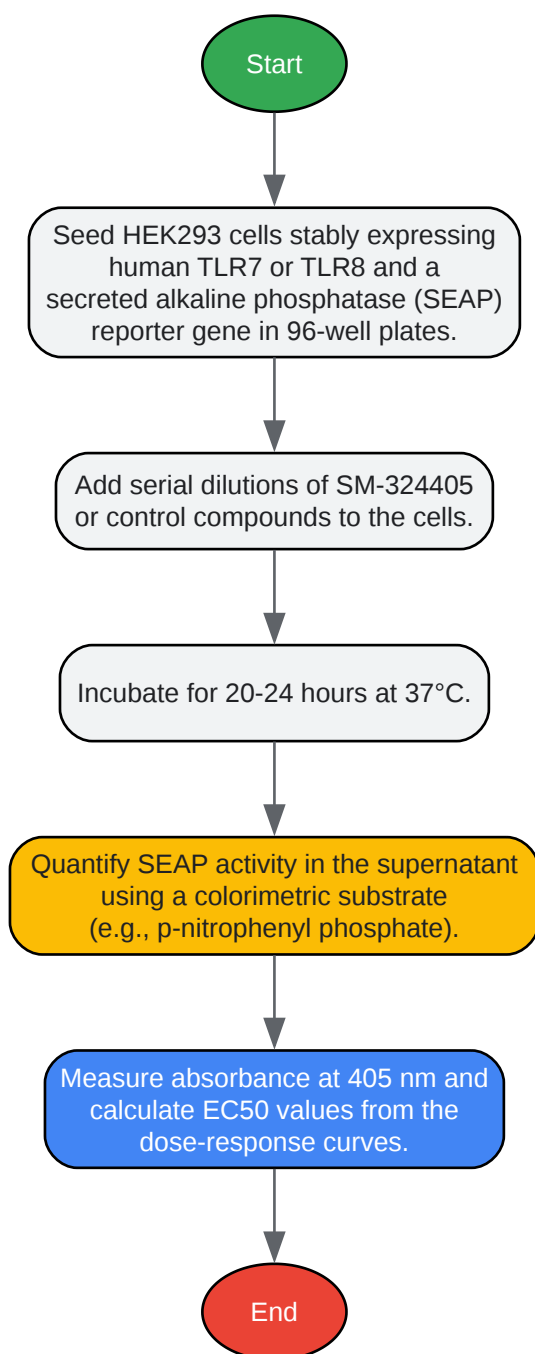 Start
Seed HEK293 cells stably expressing
human TLR7 or TLR8 and a
secreted alkaline phosphatase (SEAP)
reporter gene in 96-well plates.
Add serial dilutions of SM-324405
or control compounds to the cells.
Incubate for 20-24 hours at 37°C.
Quantify SEAP activity in the supernatant
using a colorimetric substrate
(e.g., p-nitrophenyl phosphate).
Measure absorbance at 405 nm and
calculate EC50 values from the
dose-response curves.
End